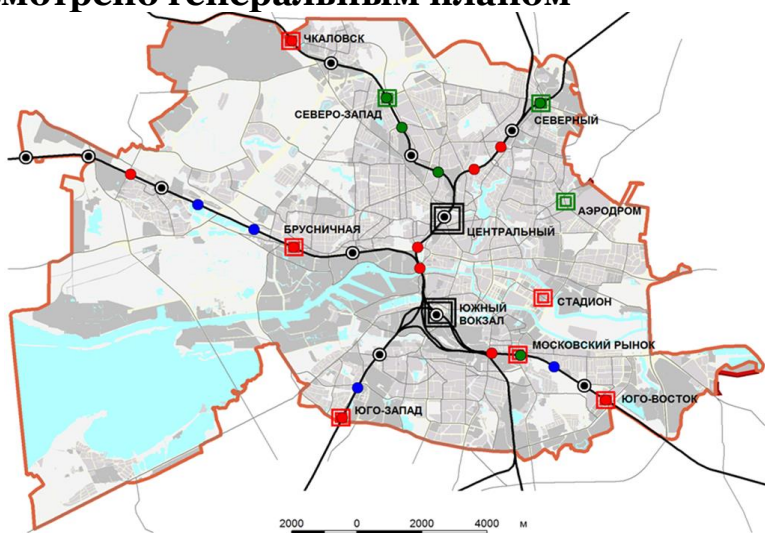 смотрено генеральным планом
ЧКАЛОВСК
СЕВЕРО-ЗАПАД
СЕВЕРНЫЙ
АЭРОДРОМ
БРУСНИЧНАЯ
ЦЕНТРАЛЬНЫЙ
СТАДИОН
ЮЖНЫЙ
ВОКЗАЛ
МОСКОВСКИЙ РЫНОК
ЮГО-ВОСТОК
ЮГО-ЗАПАД
2000 0 2000 4000 м